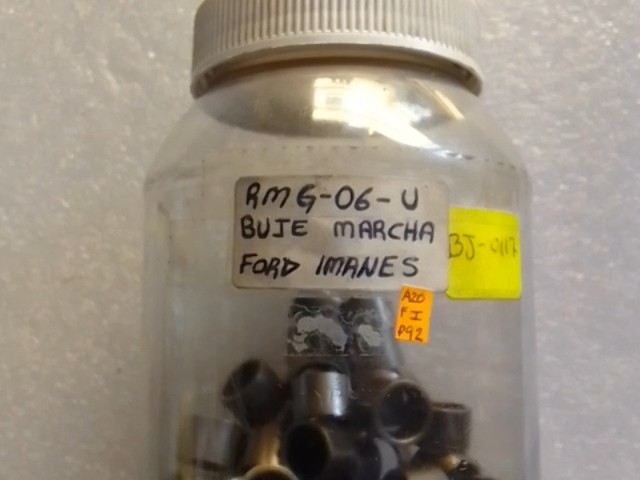 RMG-06-U
BUJE MARCHA
FORD IMANES
BJ-0117
A20
F I
P92